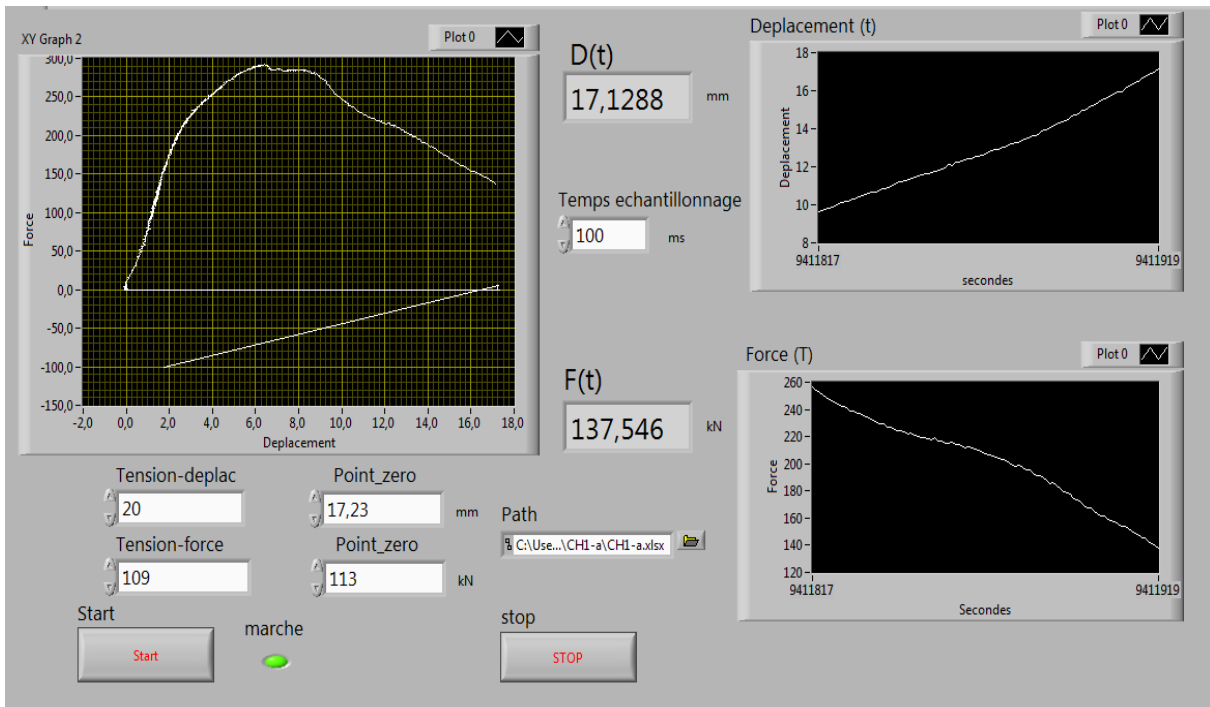 XY Graph 2
Plot 0
300,0
250,0
200,0
150,0
100,0
50,0
0,0
-50,0
-100,0
-150,0
Force
-2,0 0,0 2,0 4,0 6,0 8,0 10,0 12,0 14,0 16,0 18,0
Deplacement
D(t)
17,1288 mm
Temps echantillonnage
100 ms
F(t)
137,546 kN
Deplacement (t)
Plot 0
18
16
14
12
10
8
Deplacement
9411817 9411919
secondes
Force (T)
Plot 0
260
240
220
200
180
160
140
120
Force
9411817 9411919
Secondes
Tension-deplac Point_zero
20 17,23 mm
Tension-force Point_zero
109 113 kN
Path
C:\Use...\CH1-a\CH1-a.xlsx
Start
Start
marche
stop
STOP